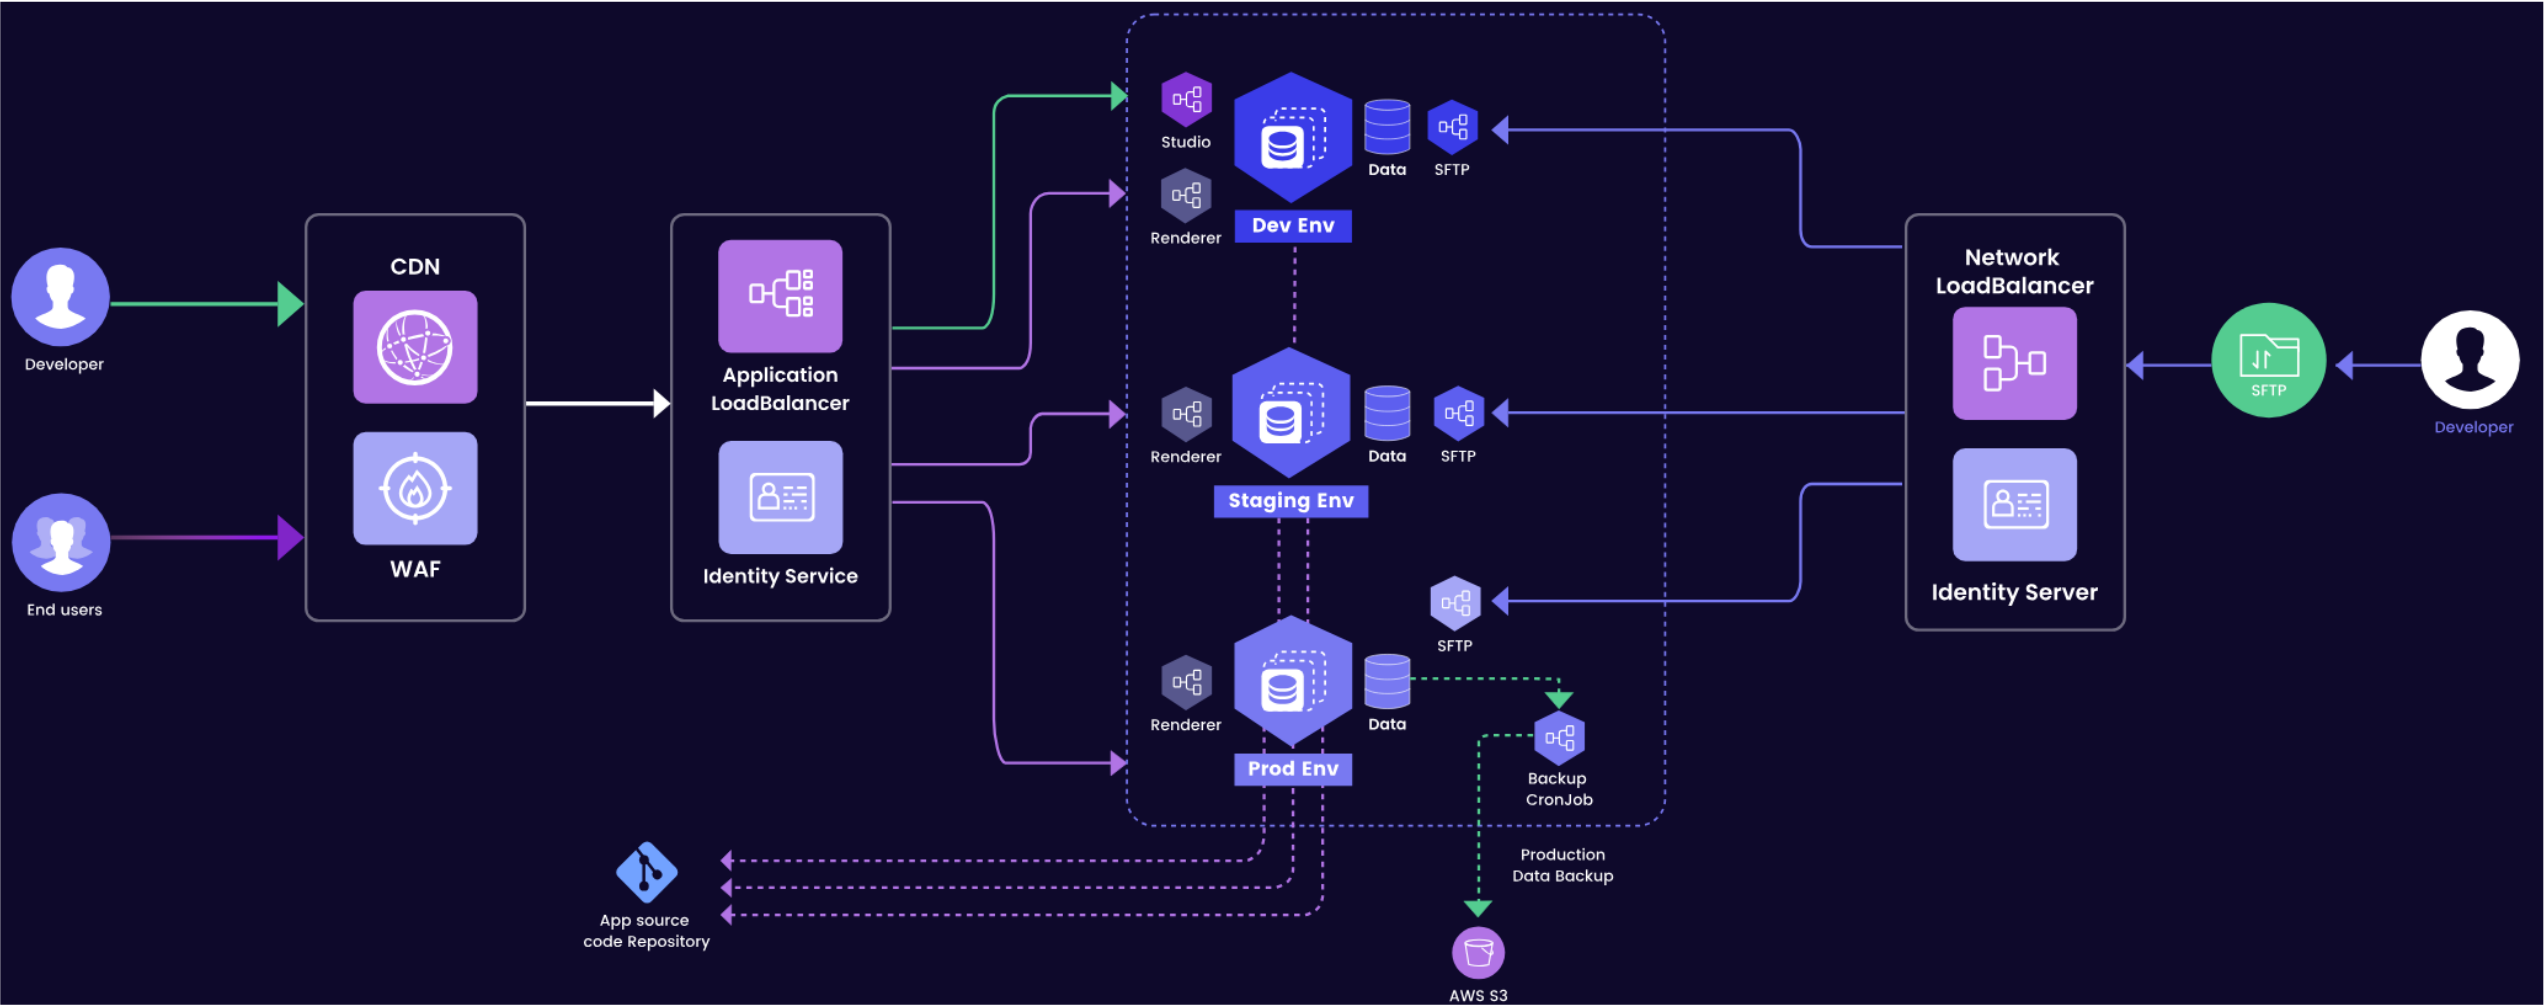 Developer
End users
CDN
WAF
Application
LoadBalancer
Identity Service
Studio
Renderer
Dev Env
Data
SFTP
Renderer
Staging Env
Data
SFTP
SFTP
Renderer
Prod Env
Data
Backup
CronJob
Production
Data Backup
AWS S3
App source
code Repository
Network
LoadBalancer
Identity Server
SFTP
Developer